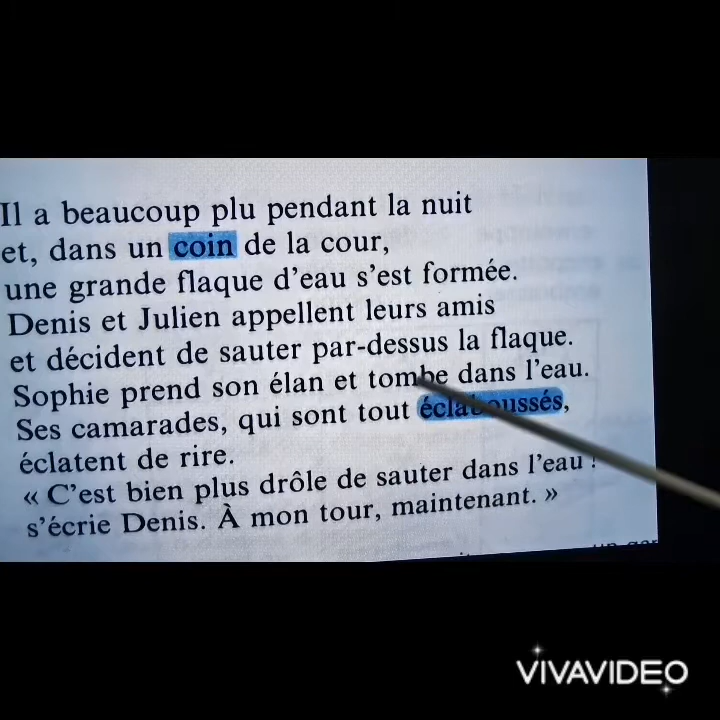 Il a beaucoup plu pendant la nuit
et, dans un coin de la cour,
une grande flaque d'eau s'est formée.
Denis et Julien appellent leurs amis
et décident de sauter par-dessus la flaque.
Sophie prend son élan et tombe dans l'eau.
Ses camarades, qui sont tout éclaboussés,
éclatent de rire.
« C'est bien plus drôle de sauter dans l'eau !
s'écrie Denis. À mon tour, maintenant. »
VIVAVIDEO